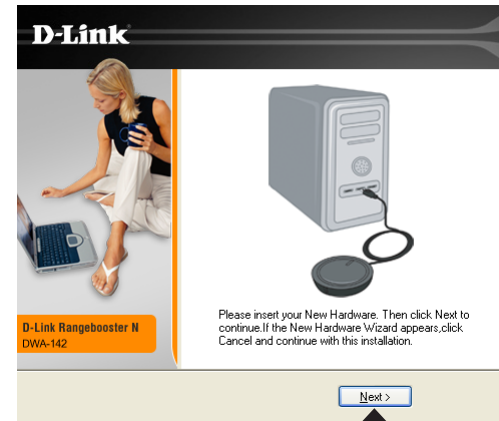 D-Link
D-Link Rangebooster N
DWA-142
Please insert your New Hardware. Then click Next to
continue.If the New Hardware Wizard appears,click
Cancel and continue with this installation.
Next >